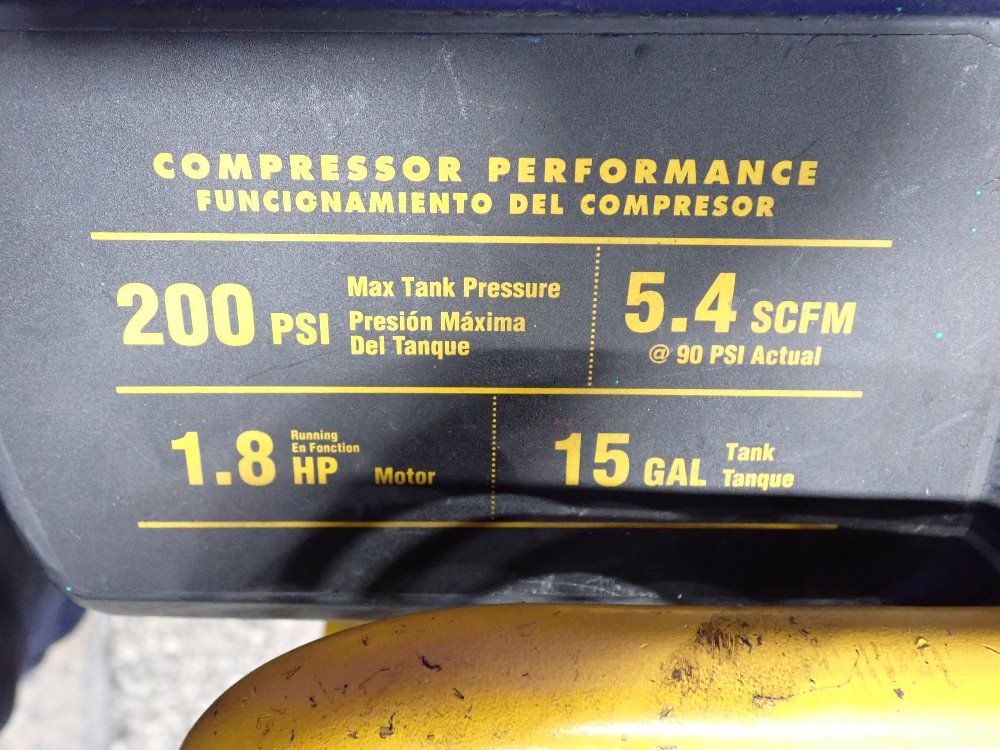 COMPRESSOR PERFORMANCE
FUNCIONAMIENTO DEL COMPRESOR
200 PSI
Max Tank Pressure
Presión Máxima
Del Tanque
5.4 SCFM
@ 90 PSI Actual
1.8
Running
En Fonction
HP Motor
15 GAL
Tank
Tanque